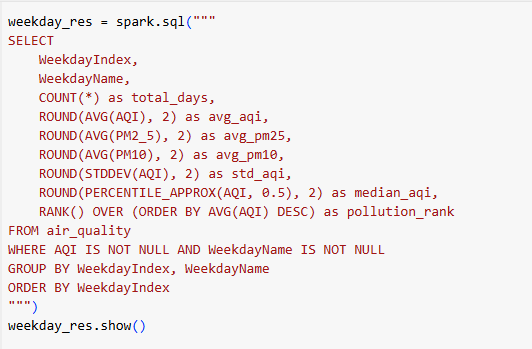 weekday_res = spark.sql("""
SELECT
    WeekdayIndex,
    WeekdayName,
    COUNT(*) as total_days,
    ROUND(AVG(AQI), 2) as avg_aqi,
    ROUND(AVG(PM2_5), 2) as avg_pm25,
    ROUND(AVG(PM10), 2) as avg_pm10,
    ROUND(STDDEV(AQI), 2) as std_aqi,
    ROUND(PERCENTILE_APPROX(AQI, 0.5), 2) as median_aqi,
    RANK() OVER (ORDER BY AVG(AQI) DESC) as pollution_rank
FROM air_quality
WHERE AQI IS NOT NULL AND WeekdayName IS NOT NULL
GROUP BY WeekdayIndex, WeekdayName
ORDER BY WeekdayIndex
""")
weekday_res.show()